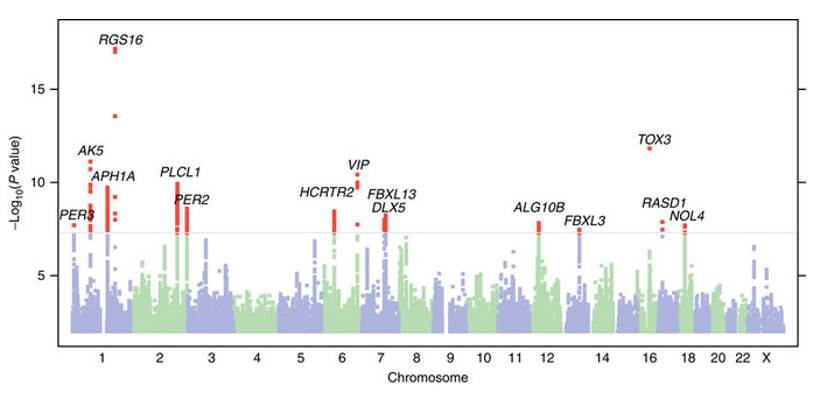 RGS16
15
AK5
TOX3
VIP
APH1A
PLCL1
10
HCRTR2
FBXL13
PER2
DLX5
RASD1
ALG10B
PER3
FBXL3
NOL4
5
−Log10(P value)
1 2 3 4 5 6 7 8 9 10 11 12 14 16 18 20 22 X
Chromosome